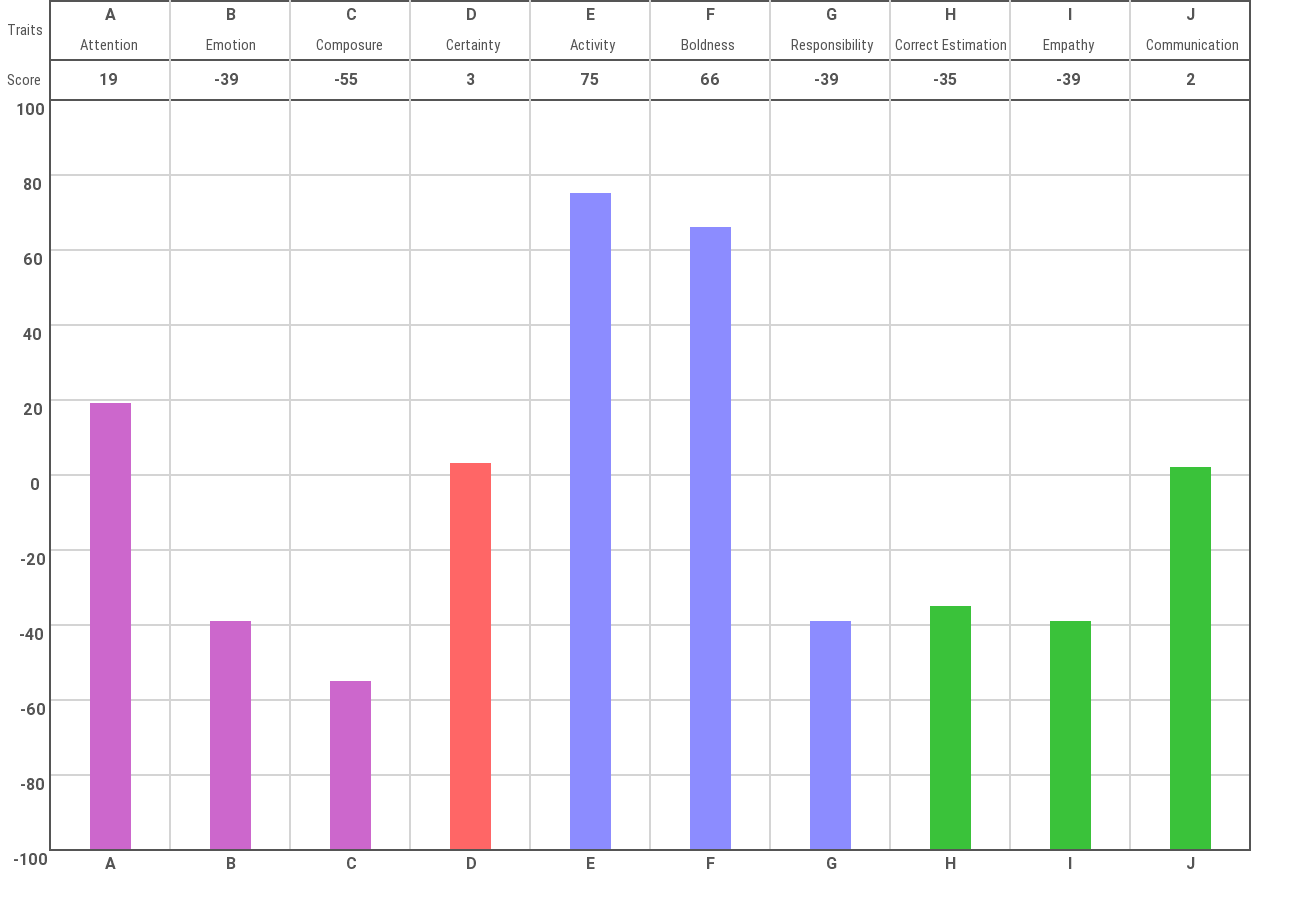 Traits
A B C D E F G H I J
Attention Emotion Composure Certainty Activity Boldness Responsibility Correct Estimation Empathy Communication
Score 19 -39 -55 3 75 66 -39 -35 -39 2
100
80
60
40
20
0
-20
-40
-60
-80
-100
A B C D E F G H I J